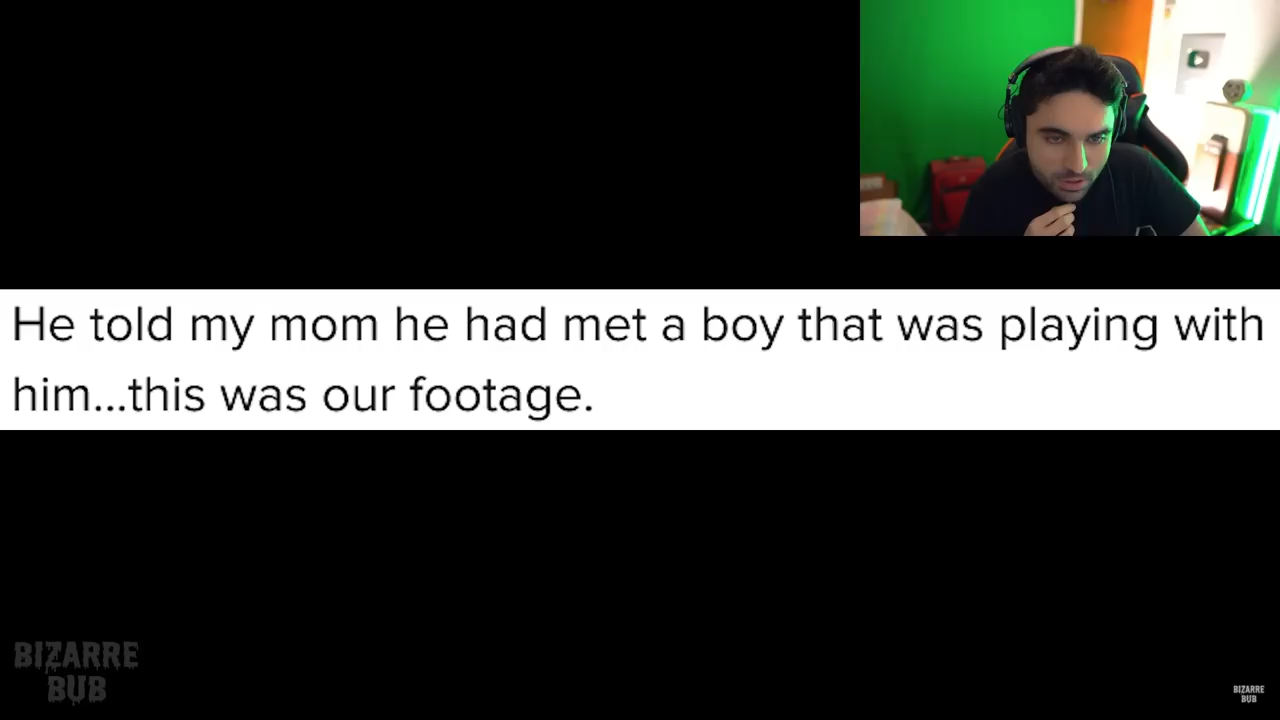 He told my mom he had met a boy that was playing with
him...this was our footage.
BIZARRE
BUB
BIZARRE
BUB